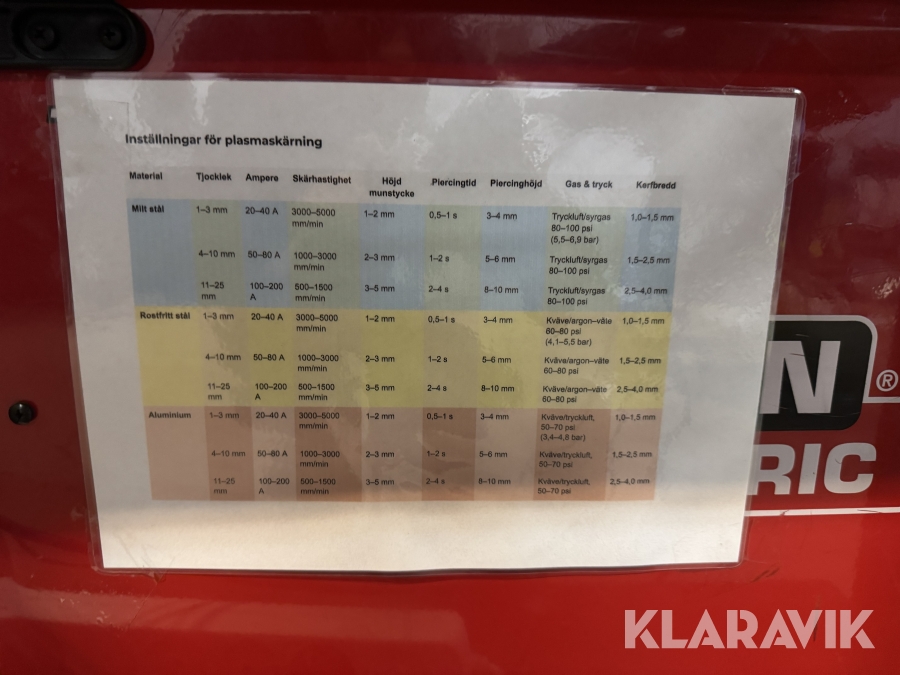 Inställningar för plasmaskärning
Material Tjocklek Ampere Skärhastighet Höjd munstycke Piercingtid Piercinghöjd Gas & tryck Kerfbredd
Milt stål 1–3 mm 20–40 A 3000–5000 mm/min 1–2 mm 0,5–1 s 3–4 mm Tryckluft/syrgas 80–100 psi (5,5–6,9 bar) 1,0–1,5 mm
4–10 mm 50–80 A 1000–3000 mm/min 2–3 mm 1–2 s 5–6 mm Tryckluft/syrgas 80–100 psi 1,5–2,5 mm
11–25 mm 100–200 A 500–1500 mm/min 3–5 mm 2–4 s 8–10 mm Tryckluft/syrgas 80–100 psi 2,5–4,0 mm
Rostfritt stål 1–3 mm 20–40 A 3000–5000 mm/min 1–2 mm 0,5–1 s 3–4 mm Kväve/argon–väte 60–80 psi (4,1–5,5 bar) 1,0–1,5 mm
4–10 mm 50–80 A 1000–3000 mm/min 2–3 mm 1–2 s 5–6 mm Kväve/argon–väte 60–80 psi 1,5–2,5 mm
11–25 mm 100–200 A 500–1500 mm/min 3–5 mm 2–4 s 8–10 mm Kväve/argon–väte 60–80 psi 2,5–4,0 mm
Aluminium 1–3 mm 20–40 A 3000–5000 mm/min 1–2 mm 0,5–1 s 3–4 mm Kväve/tryckluft, 50–70 psi (3,4–4,8 bar) 1,0–1,5 mm
4–10 mm 50–80 A 1000–3000 mm/min 2–3 mm 1–2 s 5–6 mm Kväve/tryckluft, 50–70 psi 1,5–2,5 mm
11–25 mm 100–200 A 500–1500 mm/min 3–5 mm 2–4 s 8–10 mm Kväve/tryckluft, 50–70 psi 2,5–4,0 mm
N ®
RIC
KLARAVIK